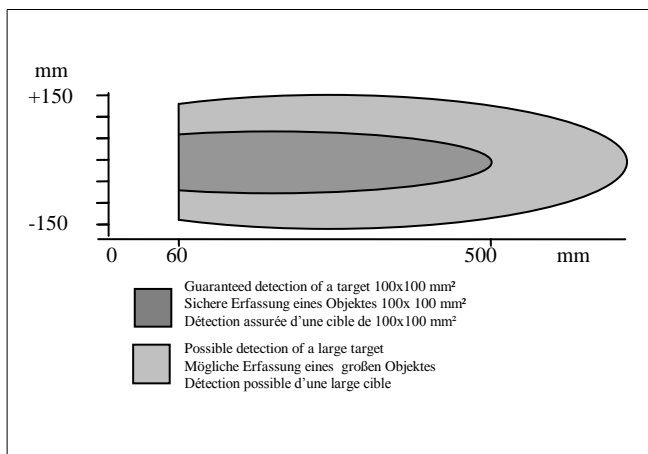 mm
+150
-150
0 60 500 mm
Guaranteed detection of a target 100x100 mm²
Sichere Erfassung eines Objektes 100x 100 mm²
Détection assurée d’une cible de 100x100 mm²
Possible detection of a large target
Mögliche Erfassung eines großen Objektes
Détection possible d’une large cible